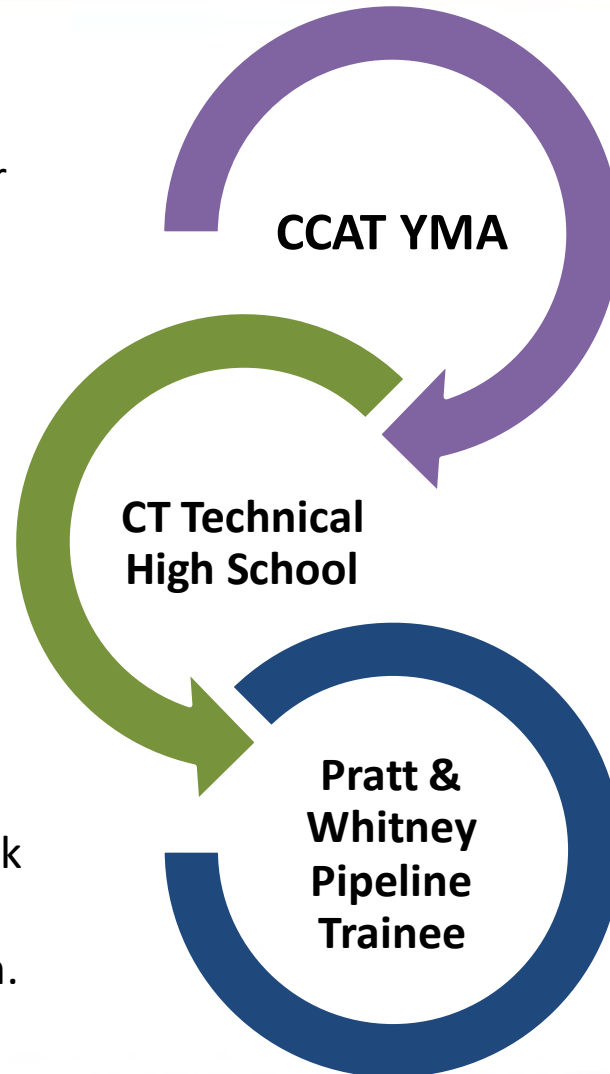 CCAT YMA
CT Technical
High School
Pratt &
Whitney
Pipeline
Trainee